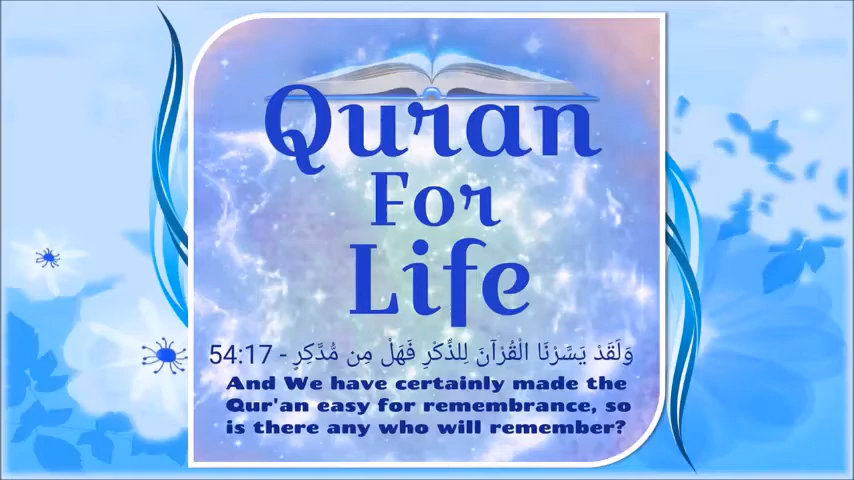 Quran
For
Life
وَلَقَدْ يَسَّرْنَا الْقُرْآنَ لِلذِّكْرِ فَهَلْ مِن مُّدَّكِرٍ - 54:17
And We have certainly made the
Qur'an easy for remembrance, so
is there any who will remember?